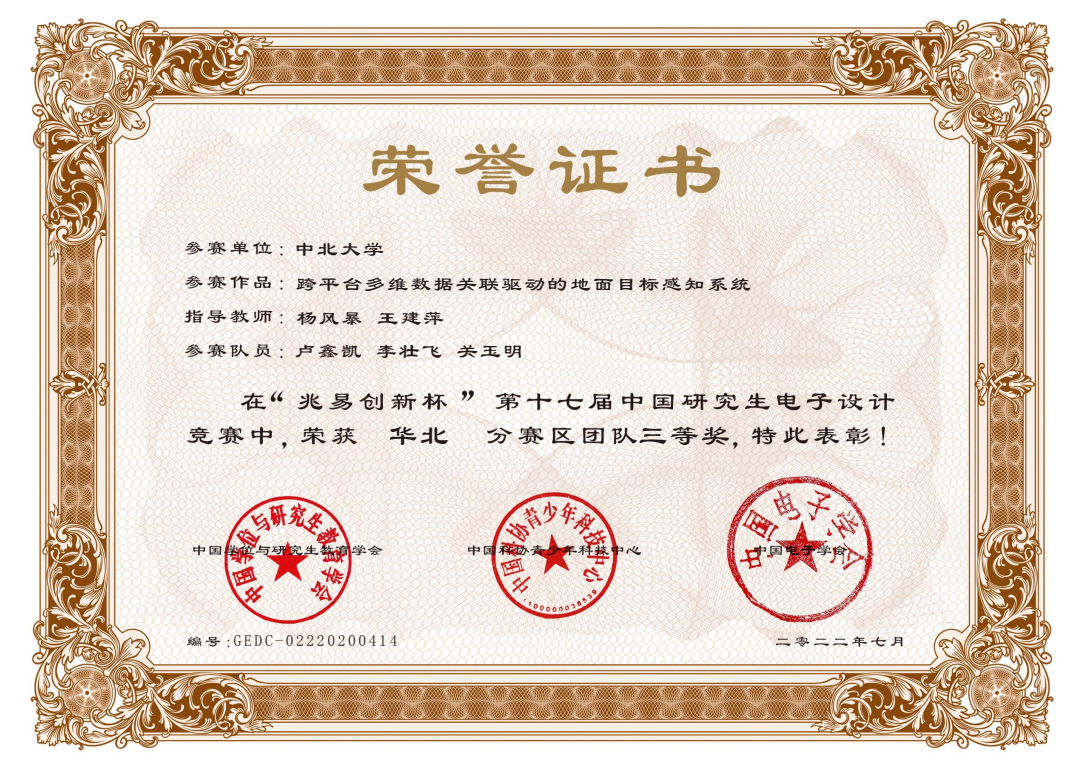 荣誉证书
参赛单位：中北大学
参赛作品：跨平台多维数据关联驱动的地面目标感知系统
指导教师：杨风暴 王建萍
参赛队员：卢鑫凯 李壮飞 关玉明
在“兆易创新杯”第十七届中国研究生电子设计
竞赛中,荣获 华北 分赛区团队三等奖,特此表彰！
中国学位与研究生教育学会
中国学位与研究生教育学会
中国科协青少年科技中心
中国科协青少年科技中心
1100000038539
中国电子学会
中国电子学会
编号:GEDC-02220200414
二零二二年七月